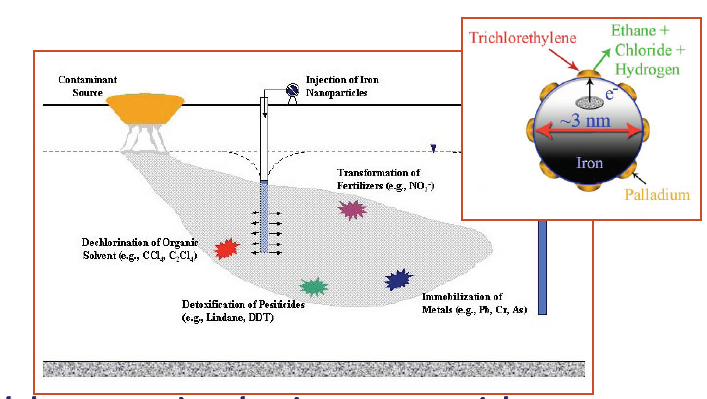 Trichlorethylene
Ethane +
Chloride +
Hydrogen
e-
~3 nm
Iron
Palladium
Contaminant
Source
Injection of Iron
Nanoparticles
Transformation of
Fertilizers (e.g., NO3-)
Dechlorination of Organic
Solvent (e.g., CCl4, C2Cl4)
Detoxification of Pesiticides
(e.g., Lindane, DDT)
Immobilization of
Metals (e.g., Pb, Cr, As)